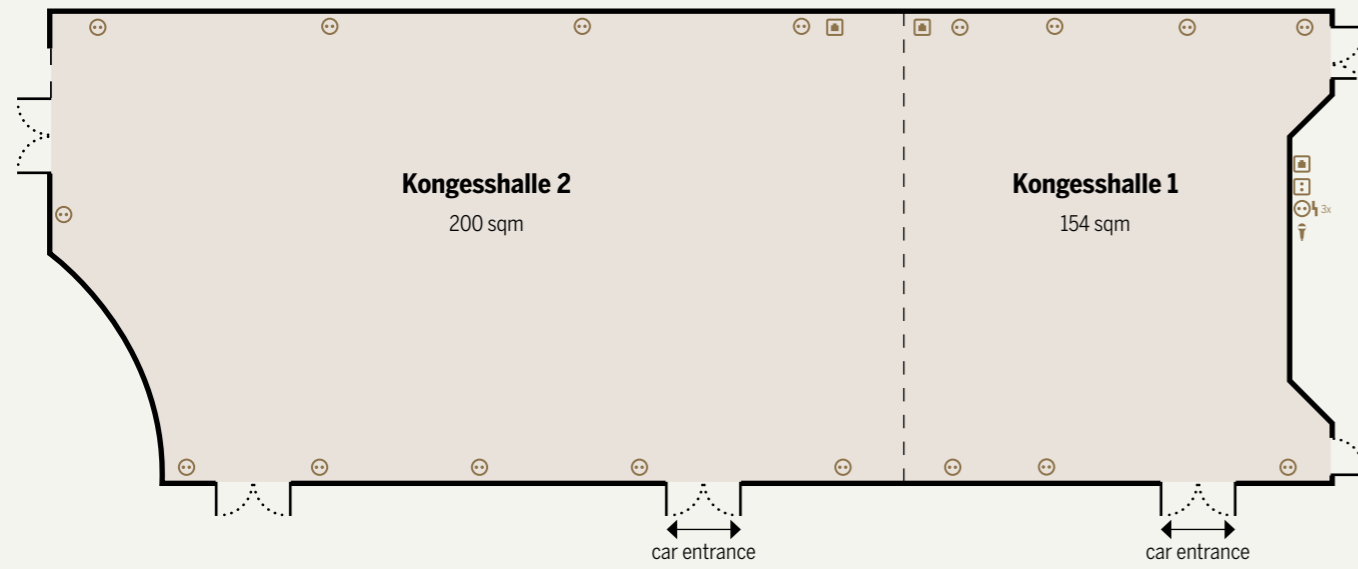 Kongesshalle 2
200 sqm
Kongesshalle 1
154 sqm
3x
car entrance
car entrance